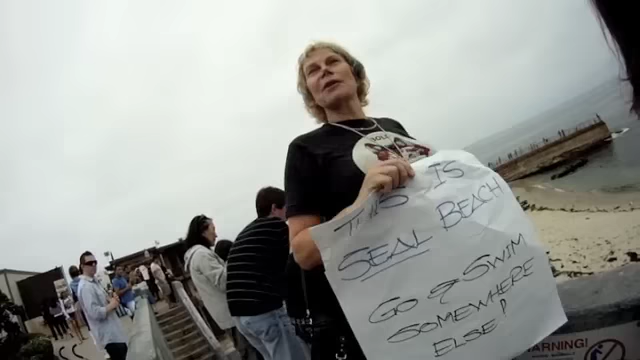 THIS IS
SEAL BEACH
GO & SWIM
SOMEWHERE
ELSE!
WARNING!